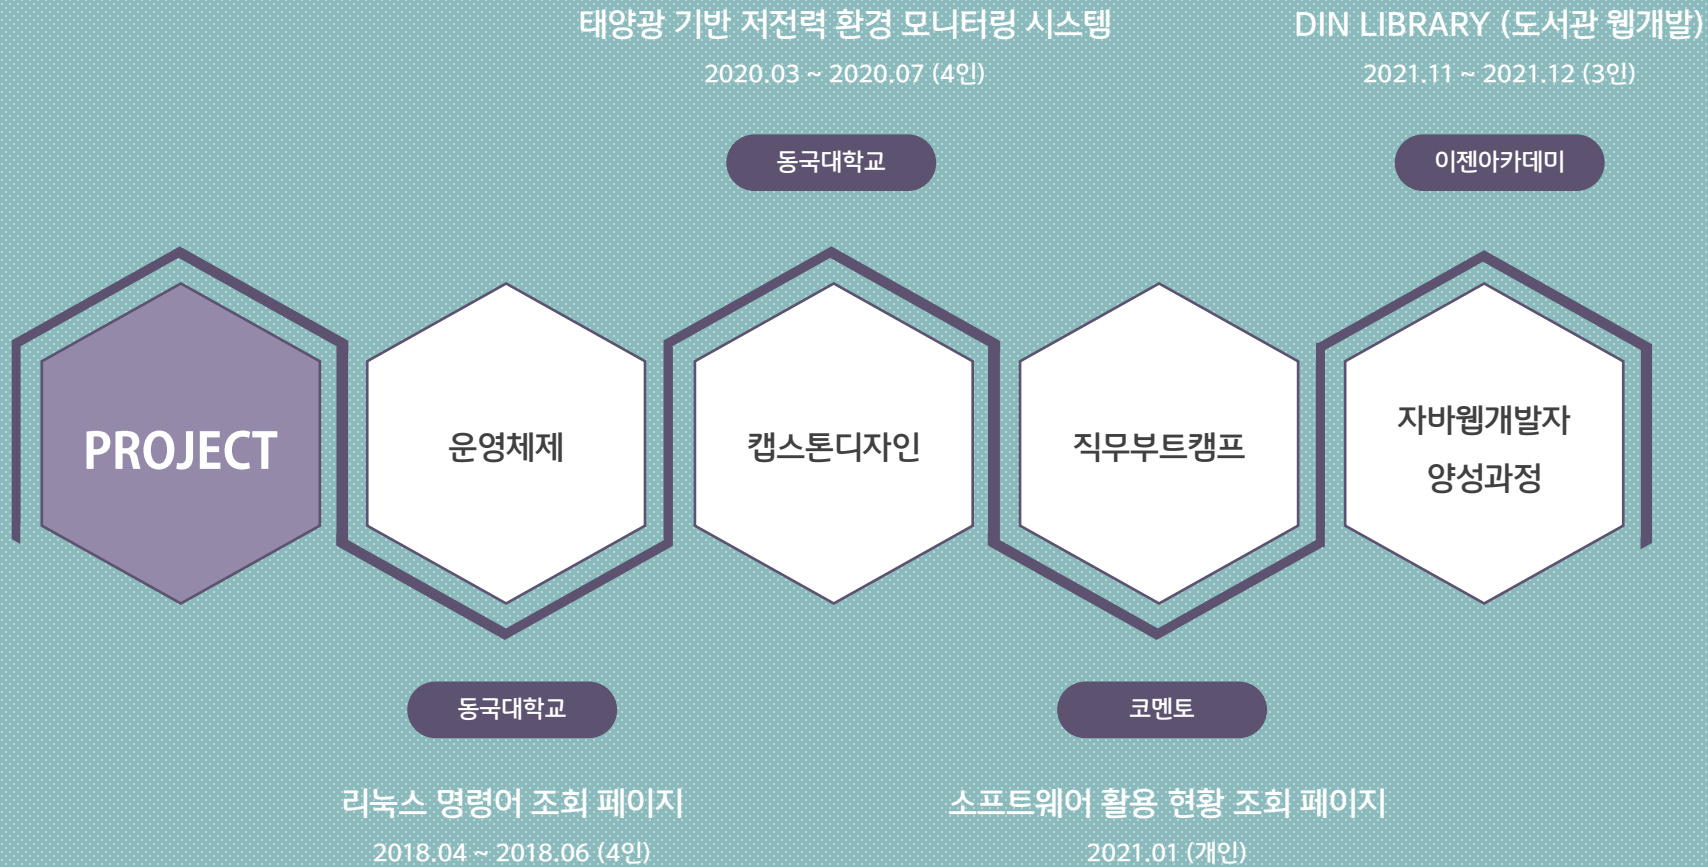 태양광 기반 저전력 환경 모니터링 시스템
2020.03 ~ 2020.07 (4인)
동국대학교
DIN LIBRARY (도서관 웹개발)
2021.11 ~ 2021.12 (3인)
이젠아카데미
PROJECT
운영체제
캡스톤디자인
직무부트캠프
자바웹개발자
양성과정
동국대학교
리눅스 명령어 조회 페이지
2018.04 ~ 2018.06 (4인)
코멘토
소프트웨어 활용 현황 조회 페이지
2021.01 (개인)